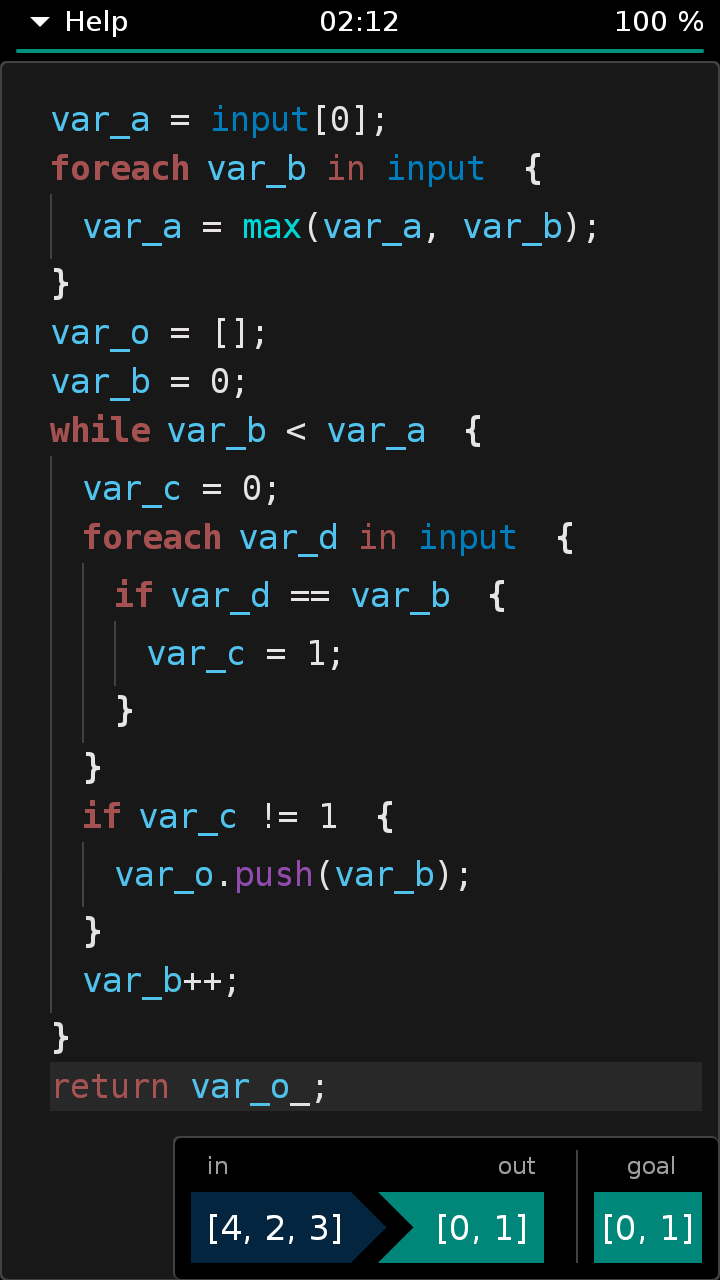 Help 02:12 100 %
var_a = input[0];
foreach var_b in input {
var_a = max(var_a, var_b);
}
var_o = [];
var_b = 0;
while var_b < var_a {
var_c = 0;
foreach var_d in input {
if var_d == var_b {
var_c = 1;
}
}
if var_c != 1 {
var_o.push(var_b);
}
var_b++;
}
return var_o_;
in out goal
[4, 2, 3] [0, 1] [0, 1]